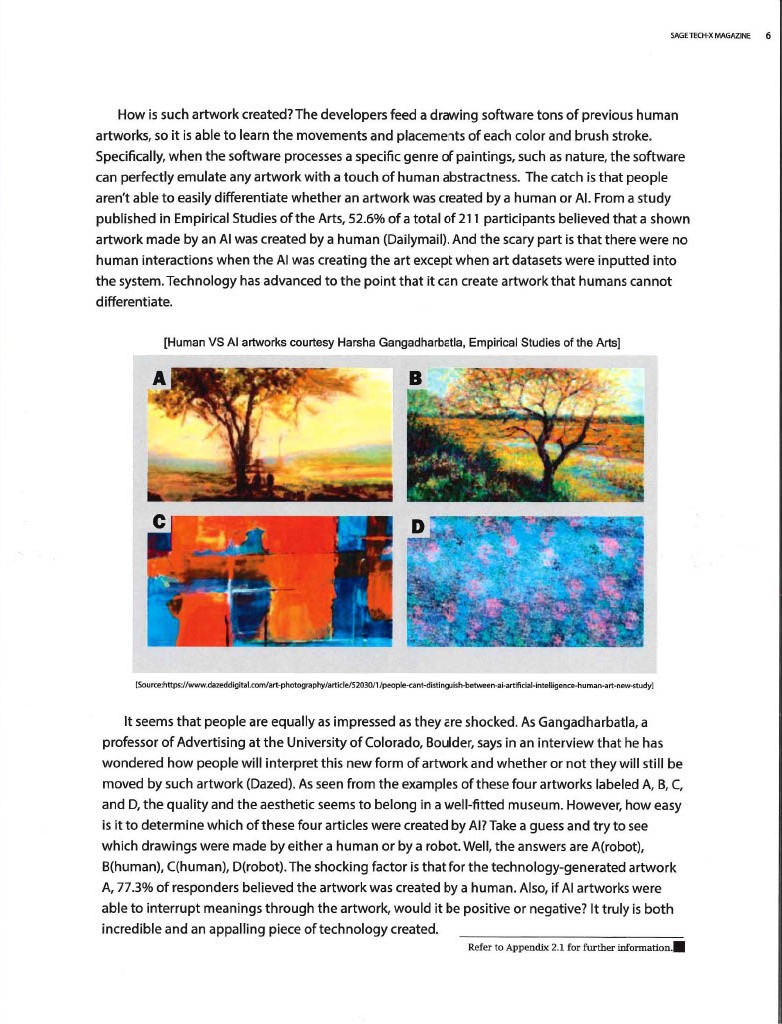 SAGE TECH-X MAGAZINE 6
How is such artwork created? The developers feed a drawing software tons of previous human
artworks, so it is able to learn the movements and placements of each color and brush stroke.
Specifically, when the software processes a specific genre of paintings, such as nature, the software
can perfectly emulate any artwork with a touch of human abstractness. The catch is that people
aren't able to easily differentiate whether an artwork was created by a human or AI. From a study
published in Empirical Studies of the Arts, 52.6% of a total of 211 participants believed that a shown
artwork made by an AI was created by a human (Dailymail). And the scary part is that there were no
human interactions when the AI was creating the art except when art datasets were inputted into
the system. Technology has advanced to the point that it can create artwork that humans cannot
differentiate.
[Human VS AI artworks courtesy Harsha Gangadharbatla, Empirical Studies of the Arts]
A
B
C
D
[Source:https://www.dazeddigital.com/art-photography/article/52030/1/people-cant-distinguish-between-ai-artificial-intelligence-human-art-new-study]
It seems that people are equally as impressed as they are shocked. As Gangadharbatla, a
professor of Advertising at the University of Colorado, Boulder, says in an interview that he has
wondered how people will interpret this new form of artwork and whether or not they will still be
moved by such artwork (Dazed). As seen from the examples of these four artworks labeled A, B, C,
and D, the quality and the aesthetic seems to belong in a well-fitted museum. However, how easy
is it to determine which of these four articles were created by AI? Take a guess and try to see
which drawings were made by either a human or by a robot. Well, the answers are A(robot),
B(human), C(human), D(robot). The shocking factor is that for the technology-generated artwork
A, 77.3% of responders believed the artwork was created by a human. Also, if AI artworks were
able to interrupt meanings through the artwork, would it be positive or negative? It truly is both
incredible and an appalling piece of technology created.
Refer to Appendix 2.1 for further information.